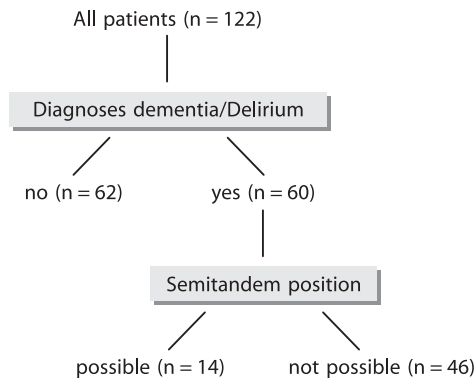 All patients (n = 122)
Diagnoses dementia/Delirium
no (n = 62)
yes (n = 60)
Semitandem position
possible (n = 14)
not possible (n = 46)